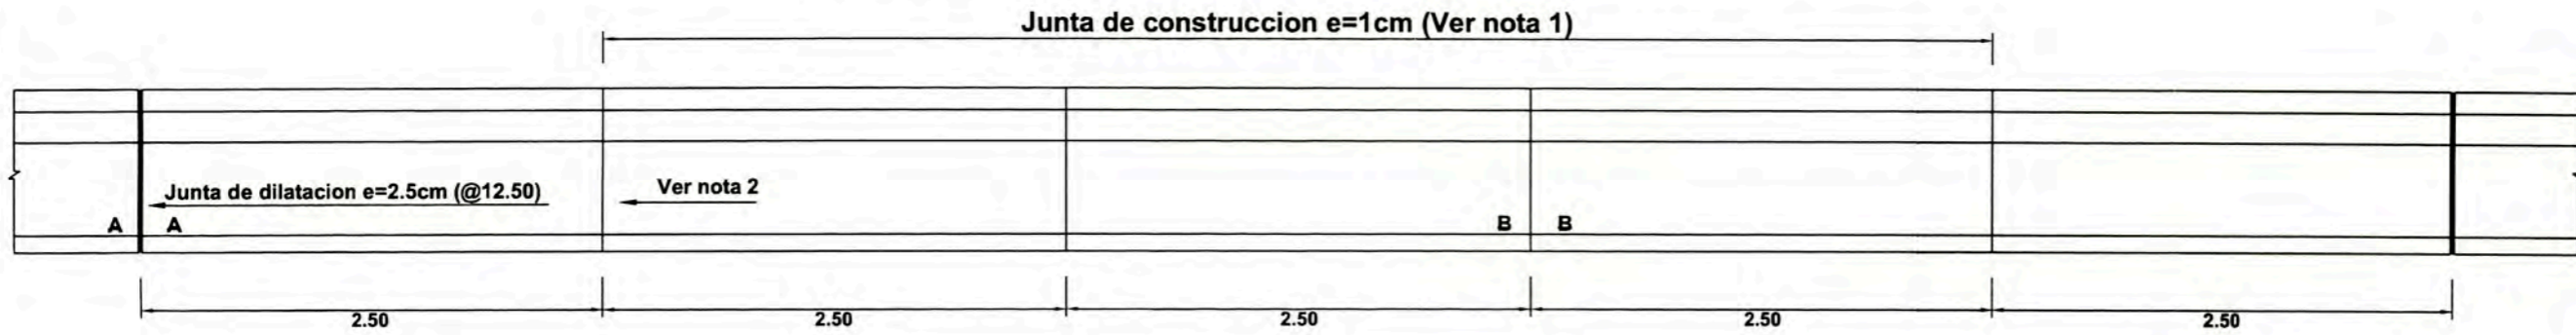 Junta de construccion e=1cm (Ver nota 1)
Junta de dilatacion e=2.5cm (@12.50)
Ver nota 2
A A
B B
2.50 2.50 2.50 2.50 2.50